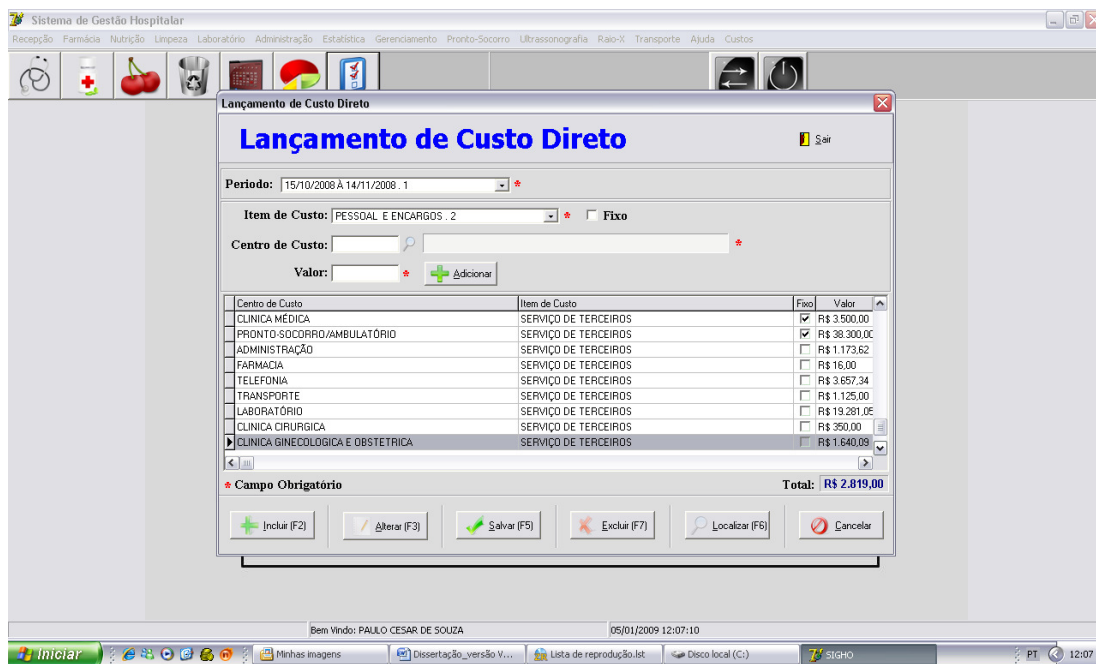 Sistema de Gestão Hospitalar
Recepção Farmácia Nutrição Limpeza Laboratório Administração Estatística Gerenciamento Pronto-Socorro Ultrassonografia Raio-X Transporte Ajuda Custos
Lançamento de Custo Direto
Lançamento de Custo Direto
Sair
Periodo: 15/10/2008 À 14/11/2008 . 1 *
Item de Custo: PESSOAL E ENCARGOS . 2 * Fixo
Centro de Custo: *
Valor: * Adicionar
Centro de Custo Item de Custo Fixo Valor
CLINICA MÉDICA SERVIÇO DE TERCEIROS R$ 3.500,00
PRONTO-SOCORRO/AMBULATÓRIO SERVIÇO DE TERCEIROS R$ 38.300,00
ADMINISTRAÇÃO SERVIÇO DE TERCEIROS R$ 1.173,62
FARMACIA SERVIÇO DE TERCEIROS R$ 16,00
TELEFONIA SERVIÇO DE TERCEIROS R$ 3.657,34
TRANSPORTE SERVIÇO DE TERCEIROS R$ 1.125,00
LABORATÓRIO SERVIÇO DE TERCEIROS R$ 19.281,05
CLINICA CIRURGICA SERVIÇO DE TERCEIROS R$ 350,00
CLINICA GINECOLOGICA E OBSTETRICA SERVIÇO DE TERCEIROS R$ 1.640,09
* Campo Obrigatório Total: R$ 2.819,00
Incluir (F2) Alterar (F3) Salvar (F5) Excluir (F7) Localizar (F6) Cancelar
Bem Vindo: PAULO CESAR DE SOUZA 05/01/2009 12:07:10
Iniciar Minhas imagens Dissertação_versão V... Lista de reprodução.lst Disco local (C:) SIGHO PT 12:07